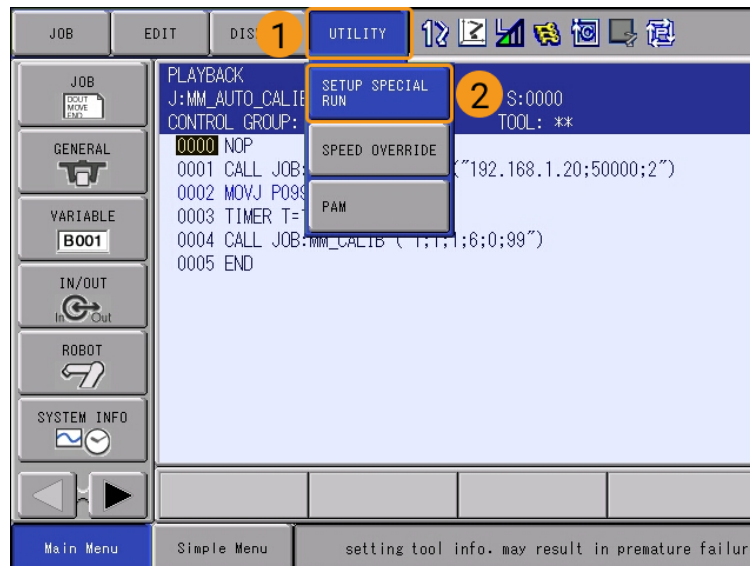 JOB
EDIT
DIS
1
UTILITY
JOB
DOUT
MOVE
END
GENERAL
VARIABLE
B001
IN/OUT
In Out
ROBOT
SYSTEM INFO
SETUP SPECIAL
RUN
2
SPEED OVERRIDE
PAM
PLAYBACK
J:MM_AUTO_CALIB S:0000
CONTROL GROUP: TOOL: **
0000 NOP
0001 CALL JOB: ("192.168.1.20;50000;2")
0002 MOVJ P099
0003 TIMER T=
0004 CALL JOB:MM_CALIB ("1;1;1;6;0;99")
0005 END
Main Menu
Simple Menu
setting tool info. may result in premature failur